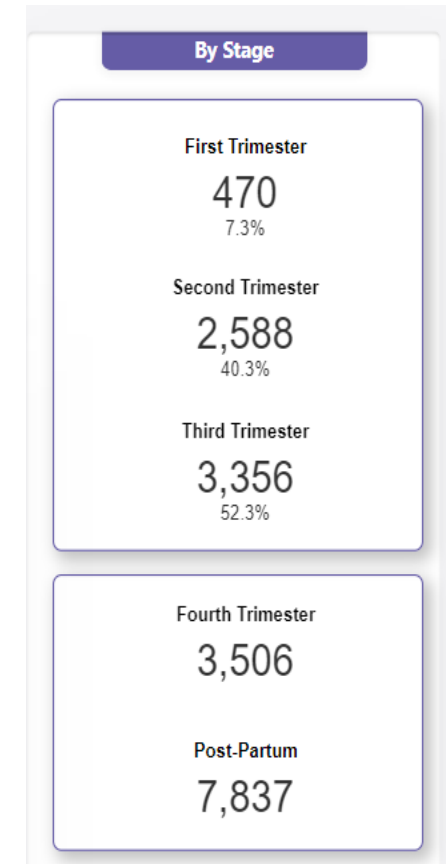 By Stage
First Trimester
470
7.3%
Second Trimester
2,588
40.3%
Third Trimester
3,356
52.3%
Fourth Trimester
3,506
Post-Partum
7,837